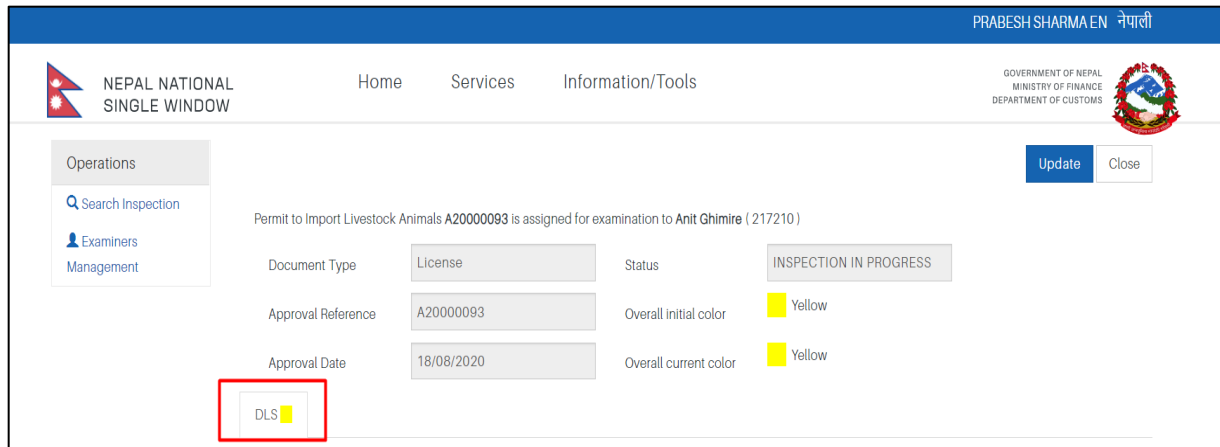 PRABESH SHARMA EN नेपाली
NEPAL NATIONAL
SINGLE WINDOW
Home Services Information/Tools
GOVERNMENT OF NEPAL
MINISTRY OF FINANCE
DEPARTMENT OF CUSTOMS
Operations
Search Inspection
Examiners
Management
Update Close
Permit to Import Livestock Animals A20000093 is assigned for examination to Anit Ghimire ( 217210 )
Document Type License Status INSPECTION IN PROGRESS
Approval Reference A20000093 Overall initial color Yellow
Approval Date 18/08/2020 Overall current color Yellow
DLS